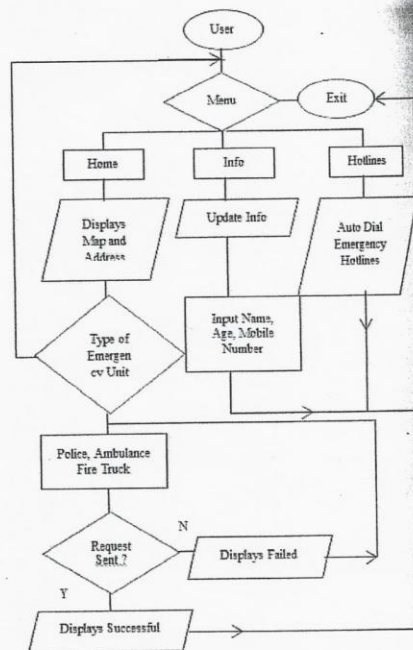 User
Menu
Exit
Home
Info
Hotlines
Displays
Map and
Address
Update Info
Auto Dial
Emergency
Hotlines
Type of
Emergen
cy Unit
Input Name,
Age, Mobile
Number
Police, Ambulance
Fire Truck
Request
Sent ?
N
Displays Failed
Y
Displays Successful